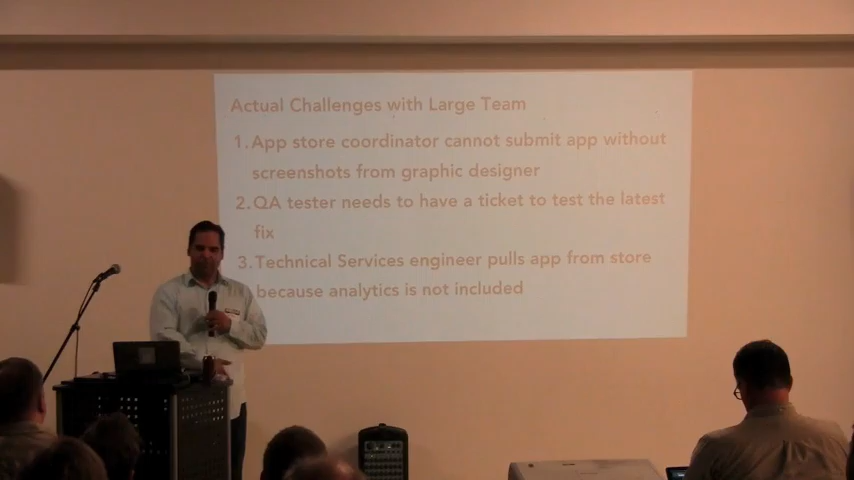 Actual Challenges with Large Team
1. App store coordinator cannot submit app without
screenshots from graphic designer
2. QA tester needs to have a ticket to test the latest
fix
3. Technical Services engineer pulls app from store
because analytics is not included